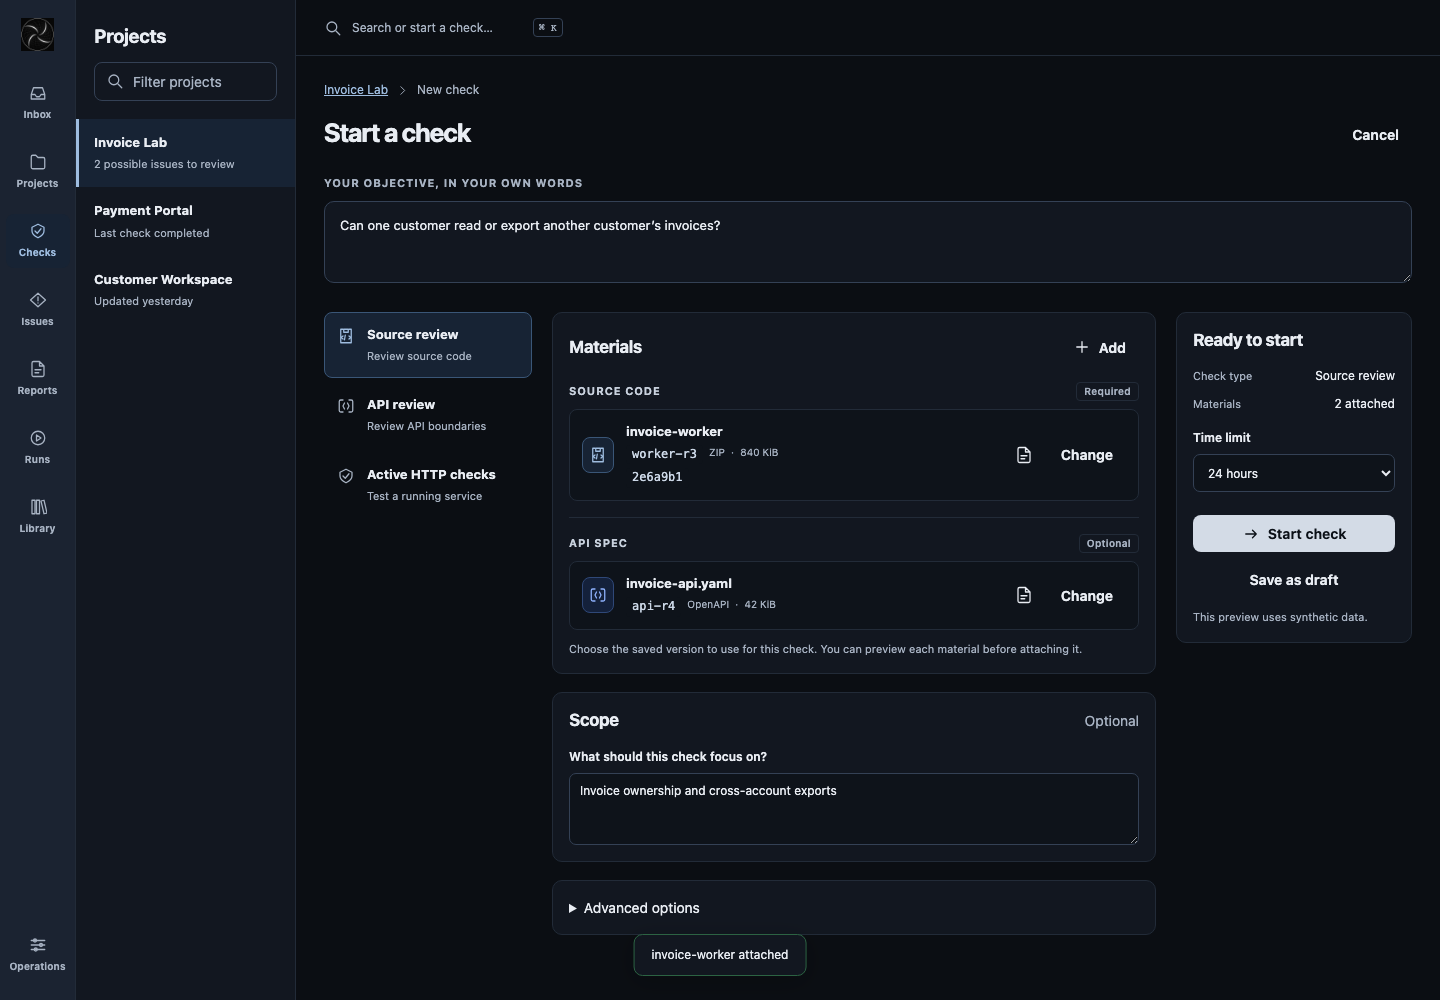 Projects
Filter projects
Inbox
Projects
Checks
Issues
Reports
Runs
Library
Operations
Invoice Lab
2 possible issues to review
Payment Portal
Last check completed
Customer Workspace
Updated yesterday
Search or start a check...
⌘ K
Invoice Lab > New check
Start a check
Cancel
YOUR OBJECTIVE, IN YOUR OWN WORDS
Can one customer read or export another customer's invoices?
Source review
Review source code
API review
Review API boundaries
Active HTTP checks
Test a running service
Materials
+ Add
SOURCE CODE
Required
invoice-worker
worker-r3 ZIP · 840 KiB
2e6a9b1
Change
API SPEC
Optional
invoice-api.yaml
api-r4 OpenAPI · 42 KiB
Change
Choose the saved version to use for this check. You can preview each material before attaching it.
Scope
Optional
What should this check focus on?
Invoice ownership and cross-account exports
Advanced options
invoice-worker attached
Ready to start
Check type Source review
Materials 2 attached
Time limit
24 hours
→ Start check
Save as draft
This preview uses synthetic data.